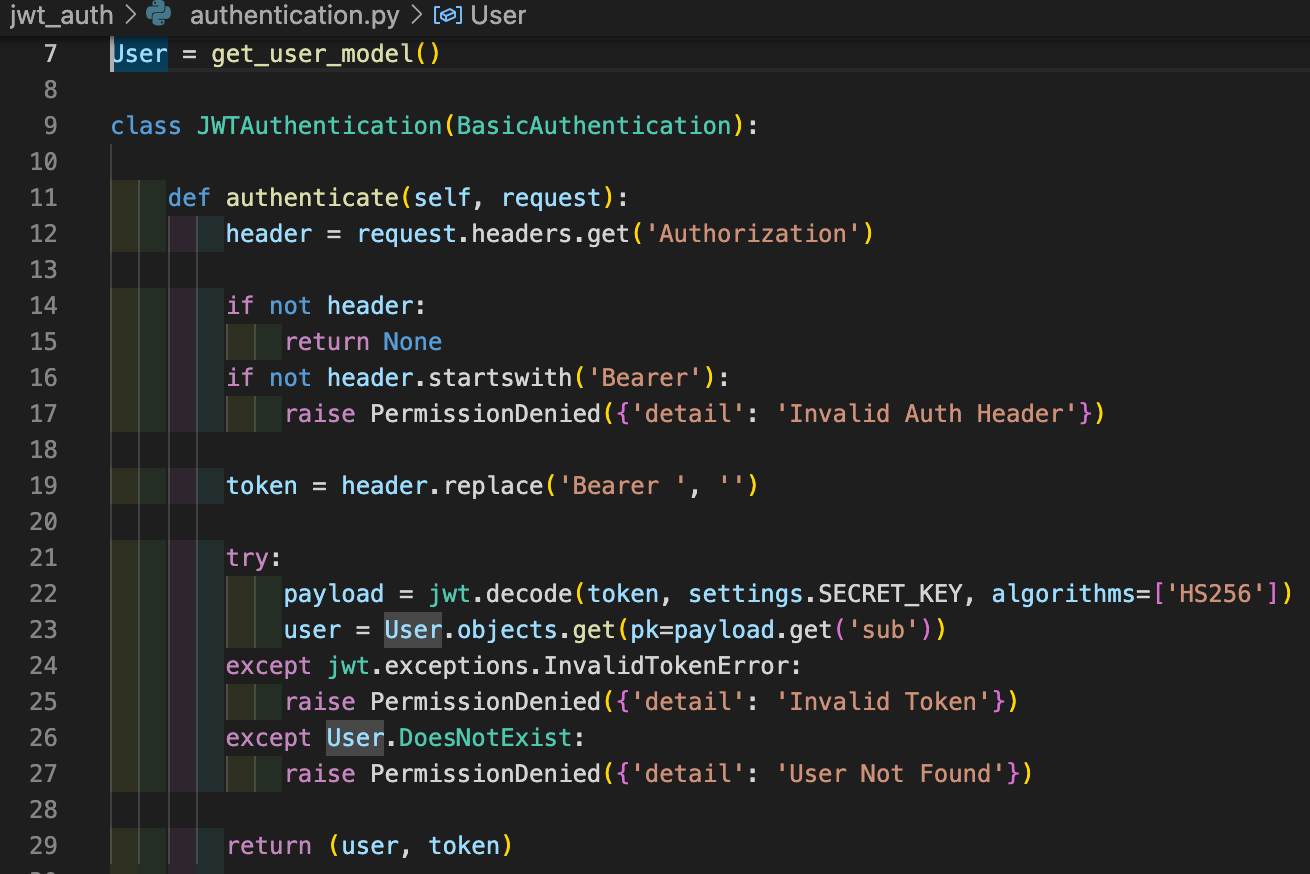 jwt_auth > authentication.py > User
7 User = get_user_model()
8
9 class JWTAuthentication(BasicAuthentication):
10
11     def authenticate(self, request):
12         header = request.headers.get('Authorization')
13
14         if not header:
15             return None
16         if not header.startswith('Bearer'):
17             raise PermissionDenied({'detail': 'Invalid Auth Header'})
18
19         token = header.replace('Bearer ', '')
20
21         try:
22             payload = jwt.decode(token, settings.SECRET_KEY, algorithms=['HS256'])
23             user = User.objects.get(pk=payload.get('sub'))
24         except jwt.exceptions.InvalidTokenError:
25             raise PermissionDenied({'detail': 'Invalid Token'})
26         except User.DoesNotExist:
27             raise PermissionDenied({'detail': 'User Not Found'})
28
29         return (user, token)